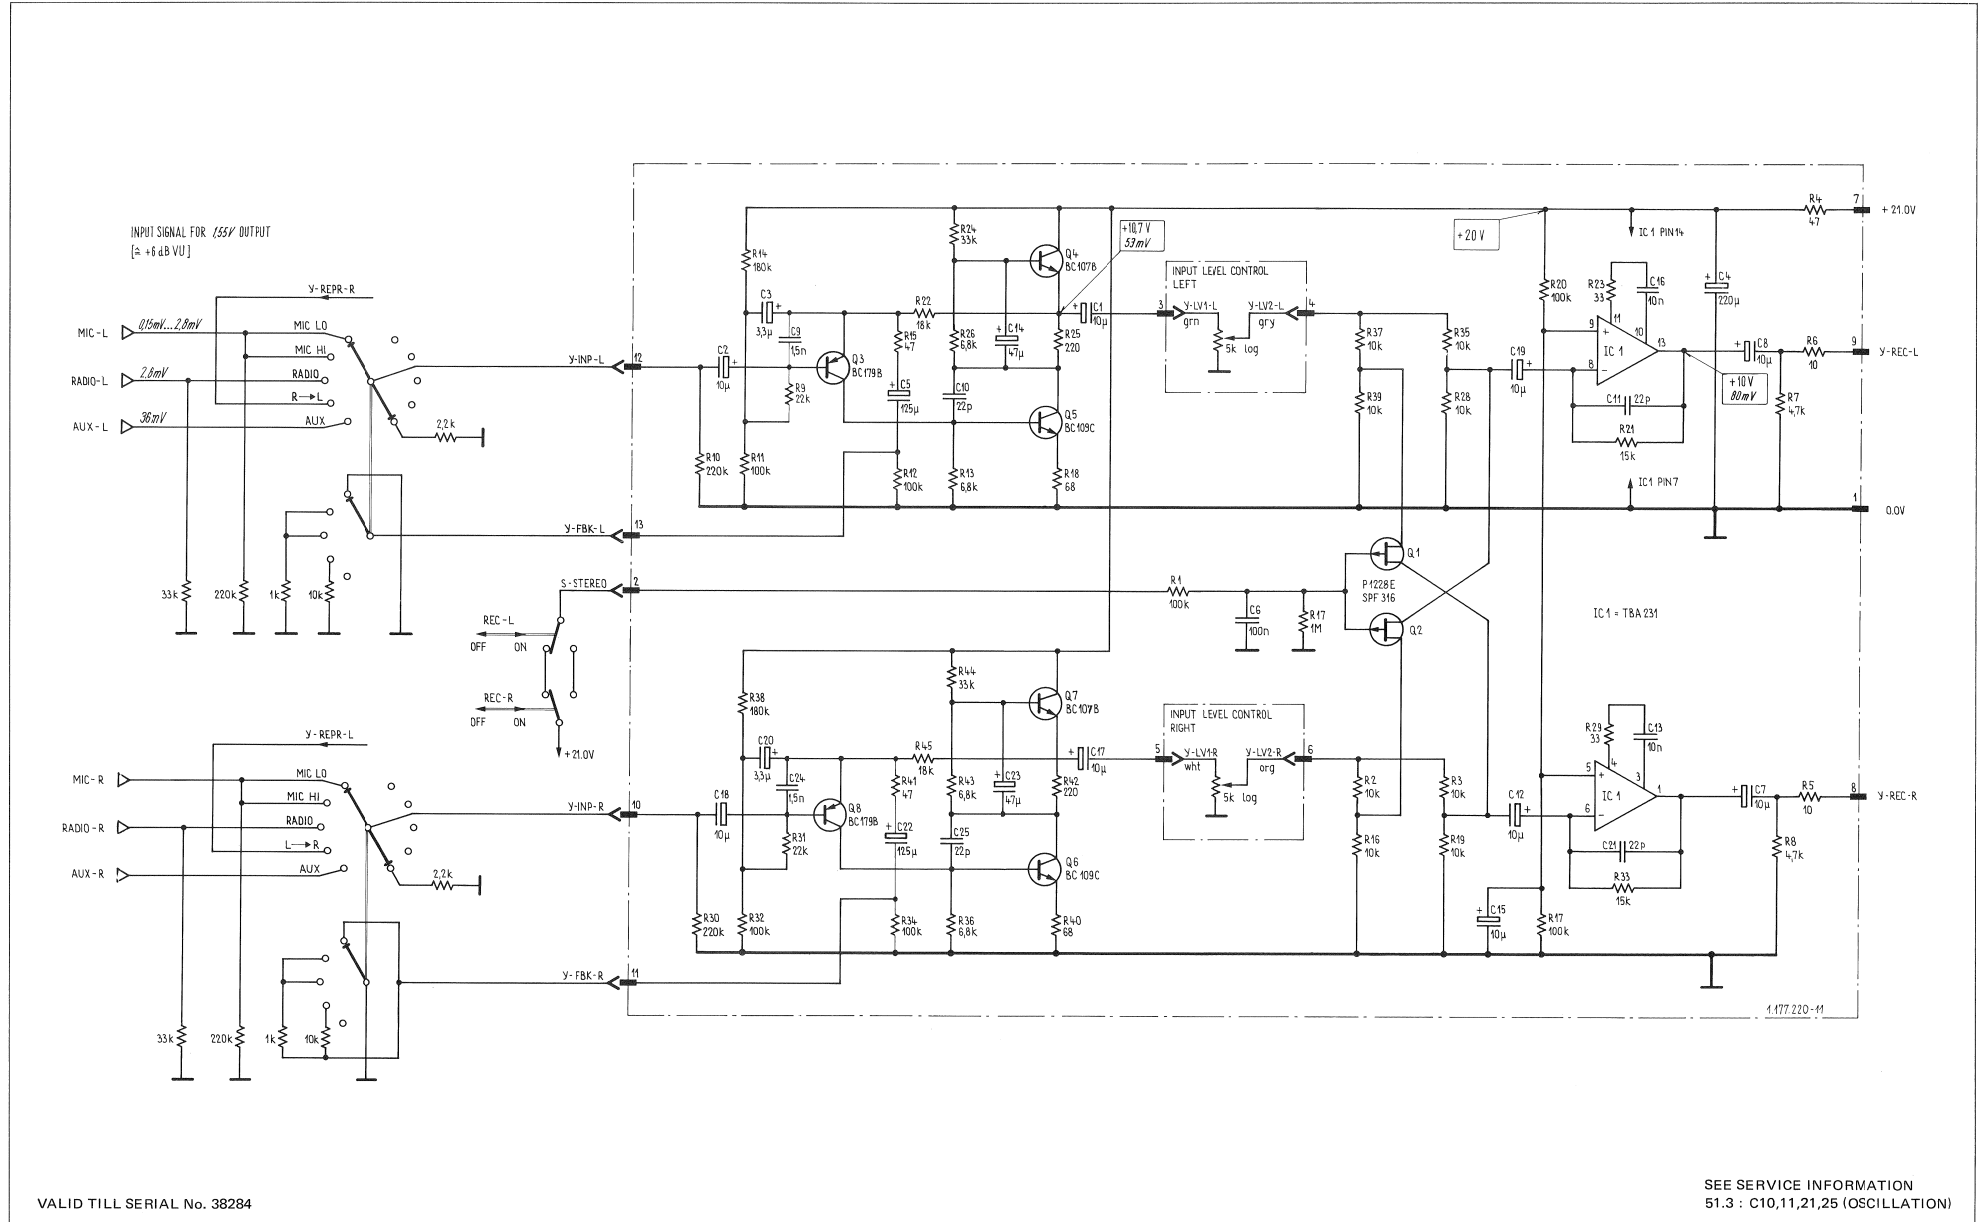 INPUT SIGNAL FOR 1,55V OUTPUT
[≙ +6 dB VU]
Y-REPR-R
MIC-L
0,15mV...2,8mV
MIC LO
MIC HI
RADIO-L
2,8mV
RADIO
R→L
AUX-L
36mV
AUX
2,2k
33k
220k
1k
10k
Y-INP-L
12
Y-FBK-L
13
S-STEREO
2
REC-L
OFF ON
REC-R
OFF ON
+21.0V
Y-REPR-L
MIC-R
MIC LO
MIC HI
RADIO-R
RADIO
L→R
AUX-R
AUX
2,2k
33k
220k
1k
10k
Y-INP-R
10
Y-FBK-R
11
R14
180k
C3
3,3µ
C9
1,5n
C2
10µ
R9
22k
R10
220k
R11
100k
Q3
BC179B
R15
47
R22
18k
C5
125µ
R12
100k
R24
33k
R26
6,8k
C14
47µ
C10
22p
R13
6,8k
Q4
BC107B
R25
220
Q5
BC109C
R18
68
+10,7V
53mV
C1
10µ
3
INPUT LEVEL CONTROL
LEFT
Y-LV1-L
grn
Y-LV2-L
gry
5k log
4
R37
10k
R35
10k
R39
10k
R28
10k
C19
10µ
+20V
R20
100k
R23
33
C16
10n
IC1 PIN14
C4
220µ
R4
47
7
+21.0V
11
10
9
+
IC 1
13
8
-
C11 22p
R21
15k
+10V
80mV
C8
10µ
R6
10
9
Y-REC-L
R7
4,7k
IC1 PIN7
1
0.0V
R1
100k
C6
100n
R17
1M
Q1
P1228E
SPF316
Q2
IC1 = TBA231
R38
180k
C20
3,3µ
C24
1,5n
C18
10µ
R31
22k
R30
220k
R32
100k
Q8
BC179B
R41
47
R45
18k
C22
125µ
R34
100k
R44
33k
R43
6,8k
C23
47µ
C25
22p
R36
6,8k
Q7
BC107B
R42
220
Q6
BC109C
R40
68
C17
10µ
5
INPUT LEVEL CONTROL
RIGHT
Y-LV1-R
wht
Y-LV2-R
org
5k log
6
R2
10k
R3
10k
R16
10k
R19
10k
C12
10µ
C15
10µ
R17
100k
R29
33
C13
10n
4
3
5
+
IC 1
1
6
-
C21 22p
R33
15k
C7
10µ
R5
10
8
Y-REC-R
R8
4,7k
1.177.220-11
VALID TILL SERIAL No. 38284
SEE SERVICE INFORMATION
51.3 : C10,11,21,25 (OSCILLATION)